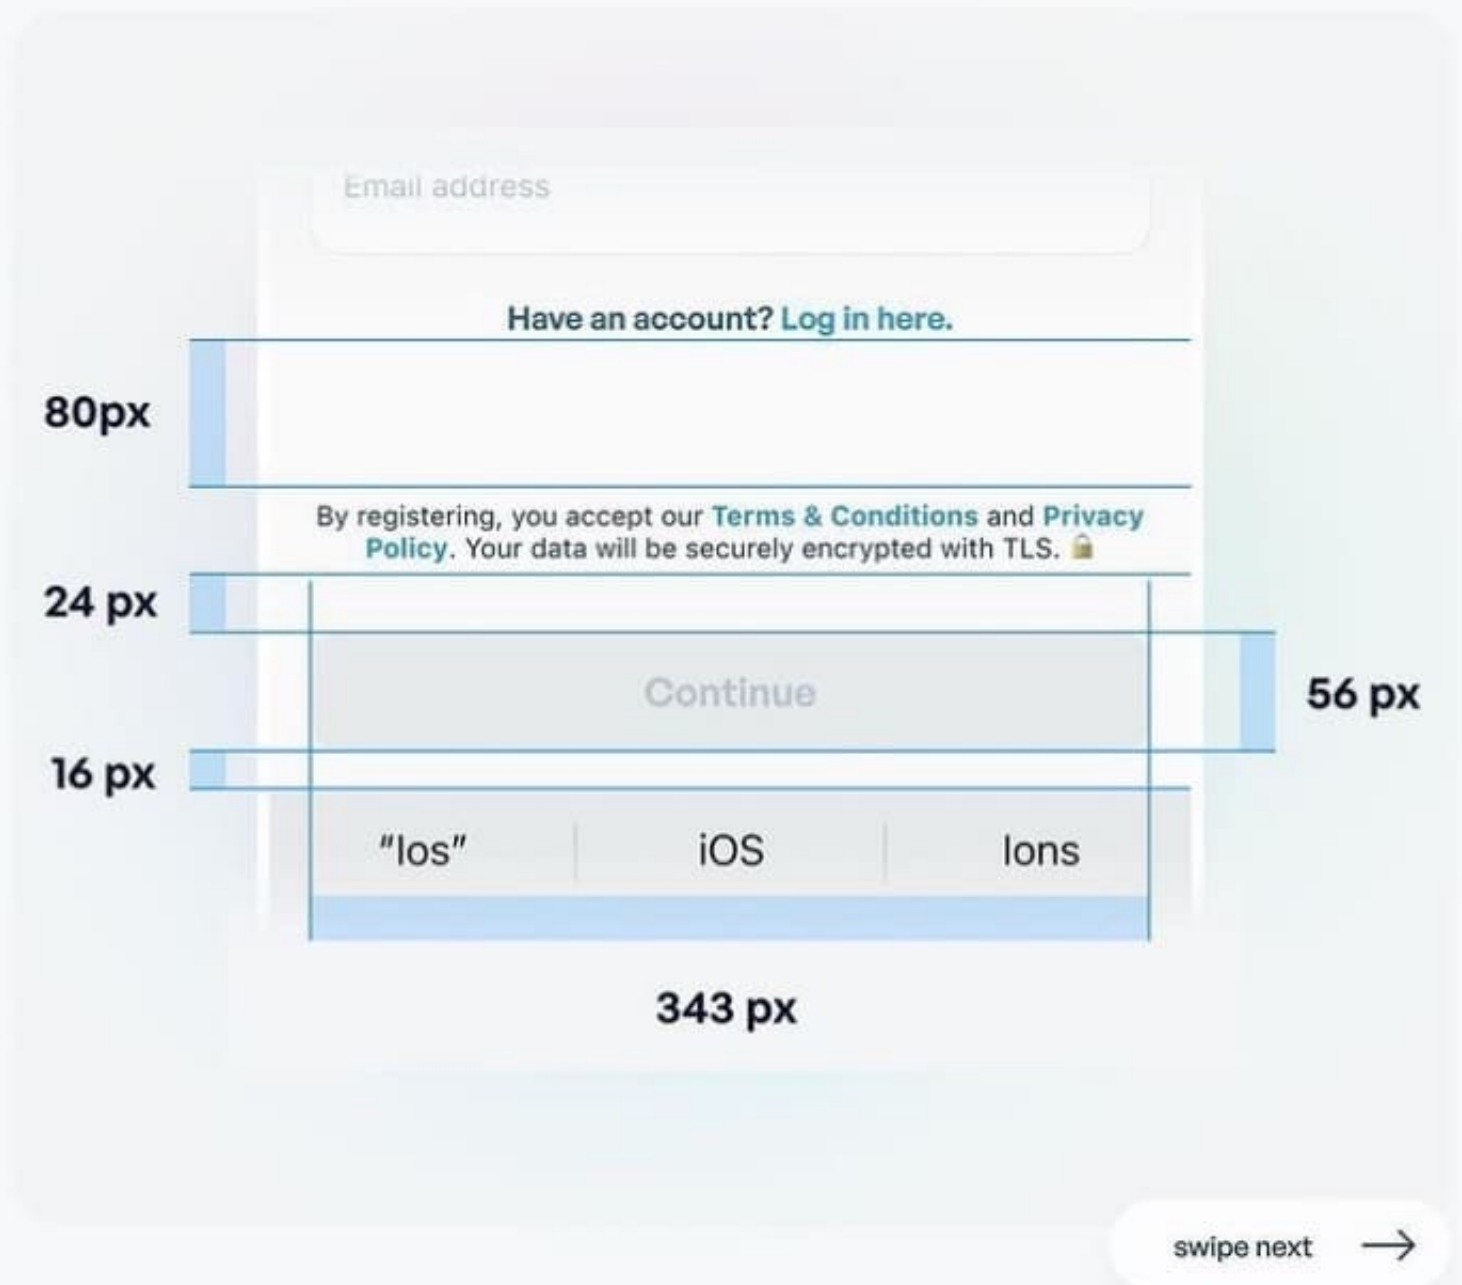 Email address
Have an account? Log in here.
80px
By registering, you accept our Terms & Conditions and Privacy
Policy. Your data will be securely encrypted with TLS. 🔒
24 px
Continue
56 px
16 px
"Ios"
iOS
Ions
343 px
swipe next →